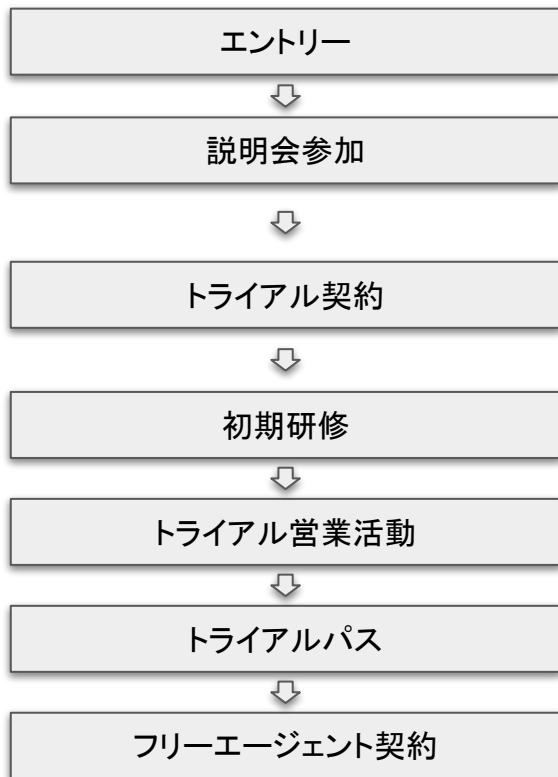 エントリー
説明会参加
トライアル契約
初期研修
トライアル営業活動
トライアルパス
フリーエージェント契約